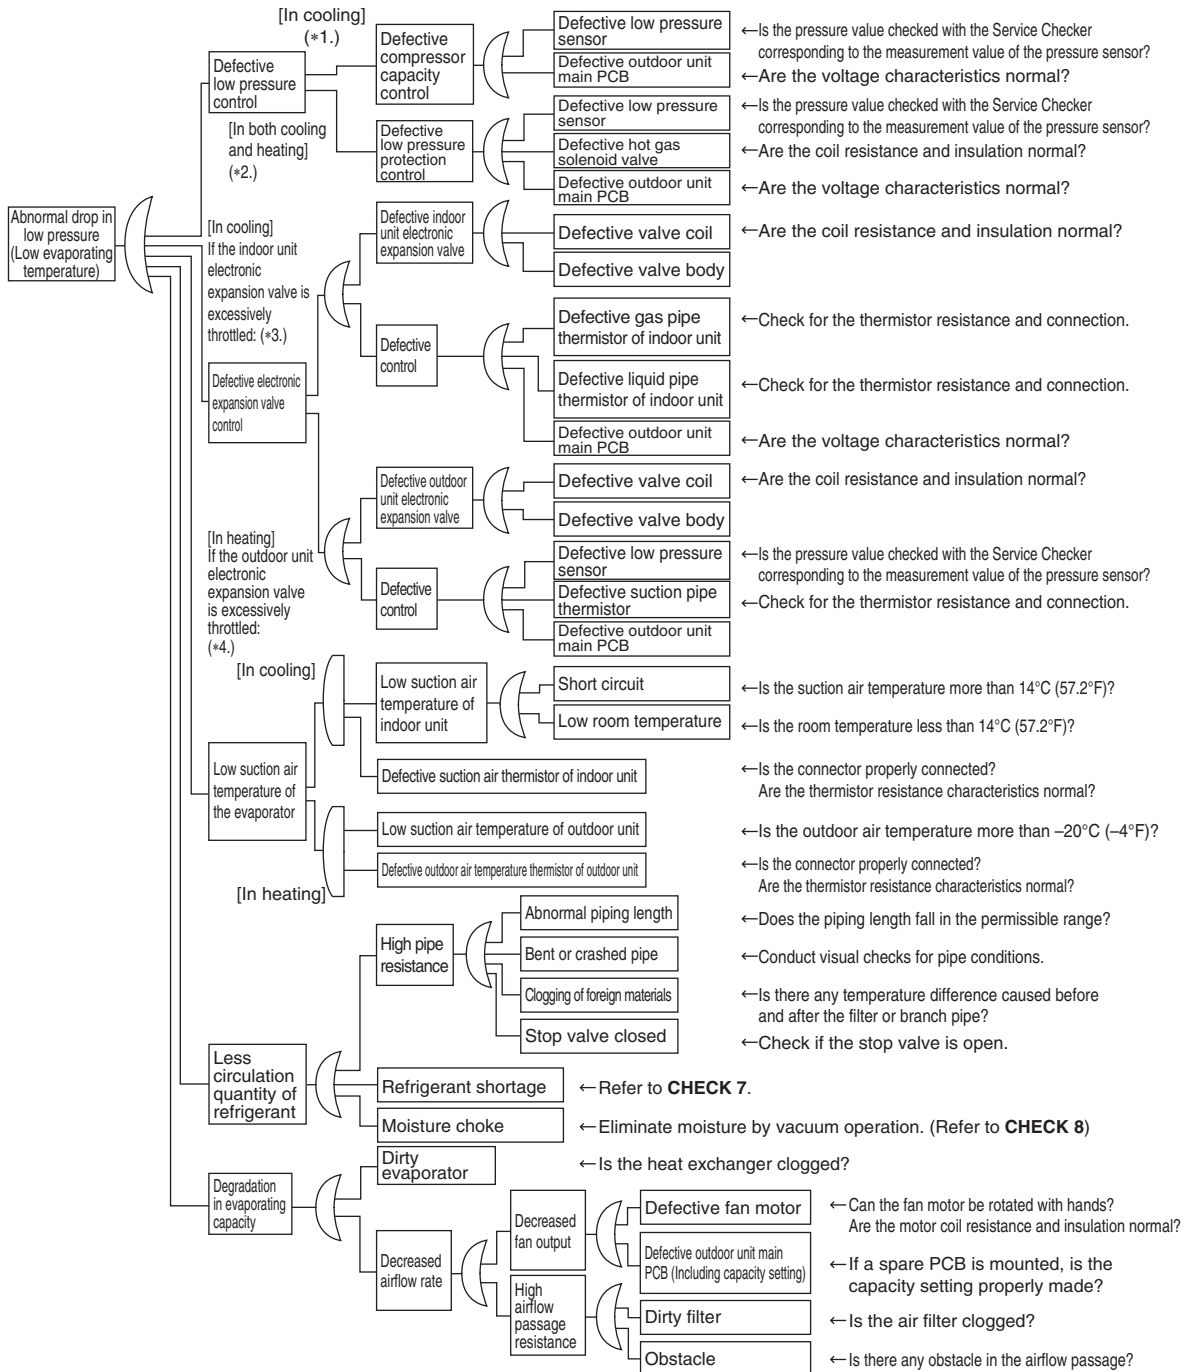 Abnormal drop in
low pressure
(Low evaporating
temperature)
Defective
low pressure
control
[In cooling]
(*1.)
Defective
compressor
capacity
control
Defective low pressure
sensor
←Is the pressure value checked with the Service Checker
corresponding to the measurement value of the pressure sensor?
Defective outdoor unit
main PCB
←Are the voltage characteristics normal?
[In both cooling
and heating]
(*2.)
Defective
low pressure
protection
control
Defective low pressure
sensor
←Is the pressure value checked with the Service Checker
corresponding to the measurement value of the pressure sensor?
Defective hot gas
solenoid valve
←Are the coil resistance and insulation normal?
Defective outdoor unit
main PCB
←Are the voltage characteristics normal?
[In cooling]
If the indoor unit
electronic
expansion valve is
excessively
throttled: (*3.)
Defective electronic
expansion valve
control
Defective indoor
unit electronic
expansion valve
Defective valve coil
←Are the coil resistance and insulation normal?
Defective valve body
Defective
control
Defective gas pipe
thermistor of indoor unit
←Check for the thermistor resistance and connection.
Defective liquid pipe
thermistor of indoor unit
←Check for the thermistor resistance and connection.
Defective outdoor unit
main PCB
←Are the voltage characteristics normal?
[In heating]
If the outdoor unit
electronic
expansion valve
is excessively
throttled:
(*4.)
Defective outdoor
unit electronic
expansion valve
Defective valve coil
←Are the coil resistance and insulation normal?
Defective valve body
Defective
control
Defective low pressure
sensor
←Is the pressure value checked with the Service Checker
corresponding to the measurement value of the pressure sensor?
Defective suction pipe
thermistor
←Check for the thermistor resistance and connection.
Defective outdoor unit
main PCB
Low suction air
temperature of
the evaporator
[In cooling]
Low suction air
temperature of
indoor unit
Short circuit
←Is the suction air temperature more than 14°C (57.2°F)?
Low room temperature
←Is the room temperature less than 14°C (57.2°F)?
Defective suction air thermistor of indoor unit
←Is the connector properly connected?
Are the thermistor resistance characteristics normal?
[In heating]
Low suction air temperature of outdoor unit
←Is the outdoor air temperature more than –20°C (–4°F)?
Defective outdoor air temperature thermistor of outdoor unit
←Is the connector properly connected?
Are the thermistor resistance characteristics normal?
Less
circulation
quantity of
refrigerant
High pipe
resistance
Abnormal piping length
←Does the piping length fall in the permissible range?
Bent or crashed pipe
←Conduct visual checks for pipe conditions.
Clogging of foreign materials
←Is there any temperature difference caused before
and after the filter or branch pipe?
Stop valve closed
←Check if the stop valve is open.
Refrigerant shortage
←Refer to CHECK 7.
Moisture choke
←Eliminate moisture by vacuum operation. (Refer to CHECK 8)
Degradation
in evaporating
capacity
Dirty
evaporator
←Is the heat exchanger clogged?
Decreased
airflow rate
Decreased
fan output
Defective fan motor
←Can the fan motor be rotated with hands?
Are the motor coil resistance and insulation normal?
Defective outdoor unit main
PCB (Including capacity setting)
←If a spare PCB is mounted, is the
capacity setting properly made?
High
airflow
passage
resistance
Dirty filter
←Is the air filter clogged?
Obstacle
←Is there any obstacle in the airflow passage?